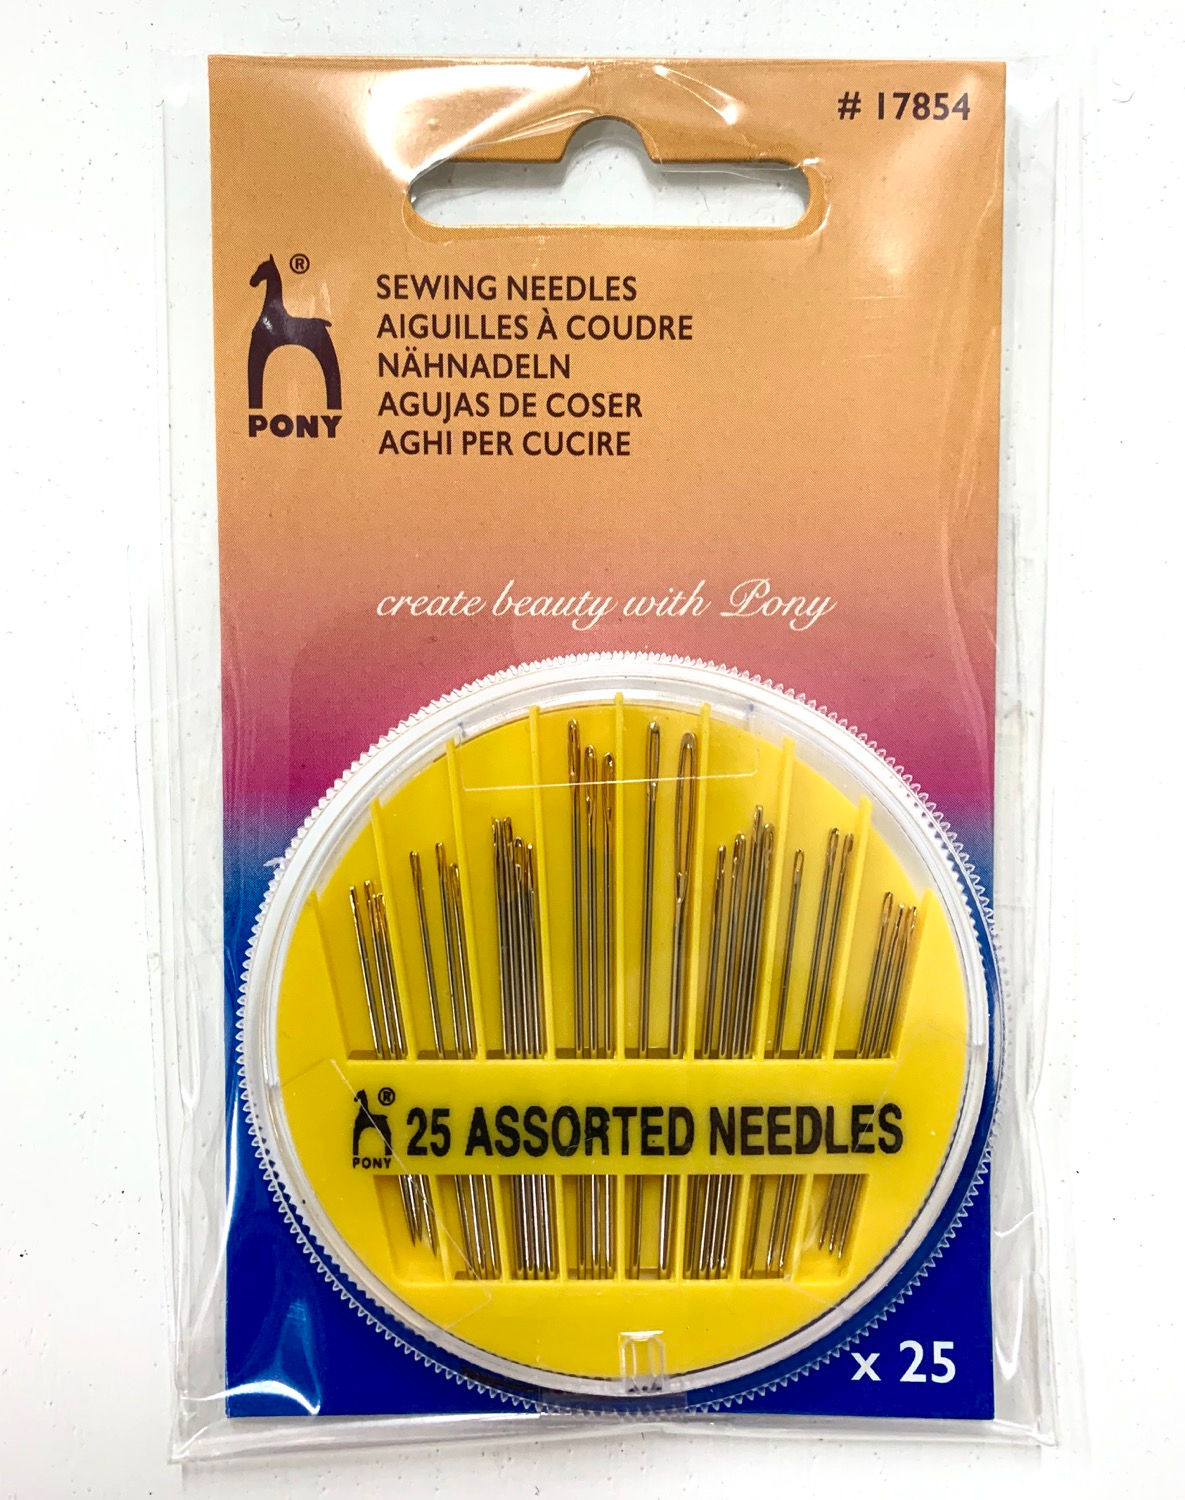 # 17854
®
SEWING NEEDLES
AIGUILLES À COUDRE
NÄHNADELN
AGUJAS DE COSER
AGHI PER CUCIRE
PONY
create beauty with Pony
®
PONY
25 ASSORTED NEEDLES
x 25